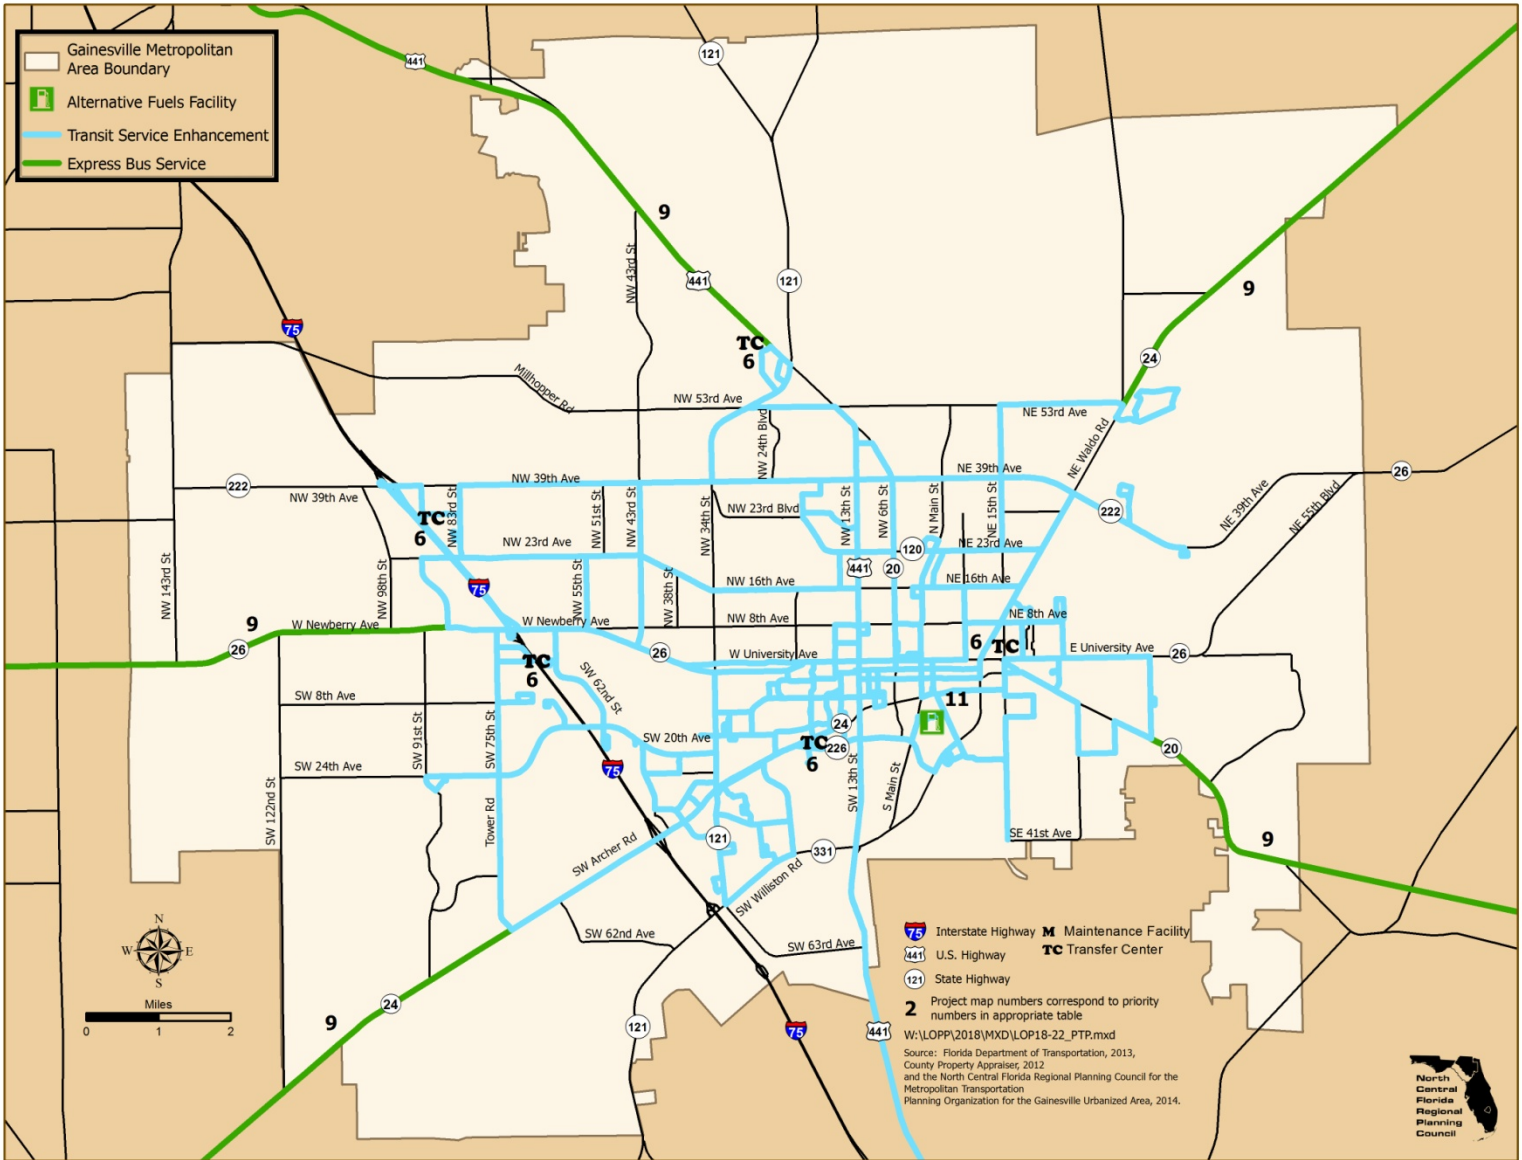 Gainesville Metropolitan
Area Boundary
Alternative Fuels Facility
Transit Service Enhancement
Express Bus Service
441
121
9
NW 43rd St
441
121
9
75
TC
6
24
Millhopper Rd
NW 53rd Ave
NE 53rd Ave
NW 24th Blvd
NE Waldo Rd
222
NW 39th Ave
NW 39th Ave
NE 39th Ave
26
TC
6
NW 83rd St
NW 51st St
NW 43rd St
NW 34th St
NW 23rd Blvd
NW 13th St
NW 6th St
N Main St
NE 15th St
222
NE 39th Ave
NE 55th Blvd
NW 23rd Ave
120
NE 23rd Ave
441
20
NW 143rd St
NW 98th St
75
NW 55th St
NW 38th St
NW 16th Ave
NE 16th Ave
9
W Newberry Ave
W Newberry Ave
NW 8th Ave
NE 8th Ave
26
26
W University Ave
6
TC
E University Ave
26
TC
6
SW 62nd St
SW 8th Ave
11
SW 91st St
SW 75th St
SW 20th Ave
24
TC
226
6
20
SW 24th Ave
75
SW 13th St
S Main St
SW 122nd St
Tower Rd
SW Archer Rd
121
331
SE 41st Ave
9
SW Williston Rd
SW 62nd Ave
SW 63rd Ave
N
W
E
S
Miles
0
1
2
24
9
121
75
441
75
Interstate Highway
M
Maintenance Facility
441
U.S. Highway
TC
Transfer Center
121
State Highway
2
Project map numbers correspond to priority
numbers in appropriate table
W:\LOPP\2018\MXD\LOP18-22_PTP.mxd
Source: Florida Department of Transportation, 2013,
County Property Appraiser, 2012
and the North Central Florida Regional Planning Council for the
Metropolitan Transportation
Planning Organization for the Gainesville Urbanized Area, 2014.
North
Central
Florida
Regional
Planning
Council